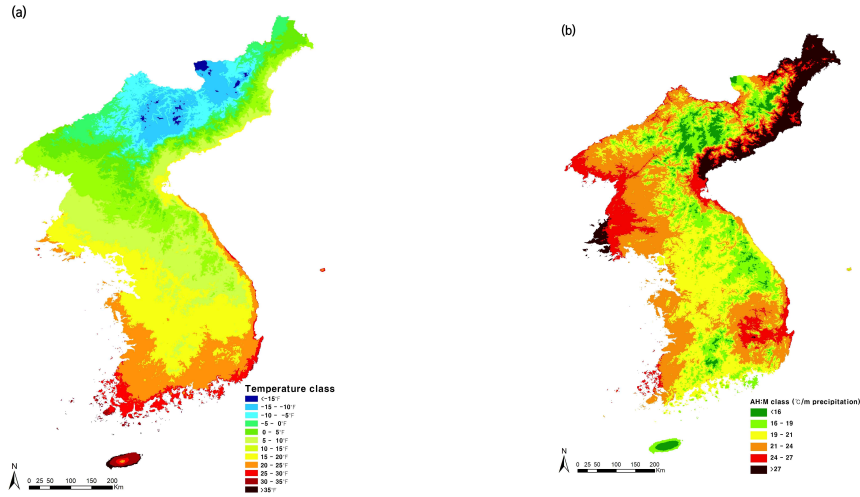 (a)
(b)
Temperature class
<-15°F
-15 - -10°F
-10 - -5°F
-5 - 0°F
0 - 5°F
5 - 10°F
10 - 15°F
15 - 20°F
20 - 25°F
25 - 30°F
30 - 35°F
>35°F
N
0 25 50 100 150 200
Km
AH:M class (℃/m precipitation)
<16
16 - 19
19 - 21
21 - 24
24 - 27
>27
N
0 25 50 100 150 200
Km